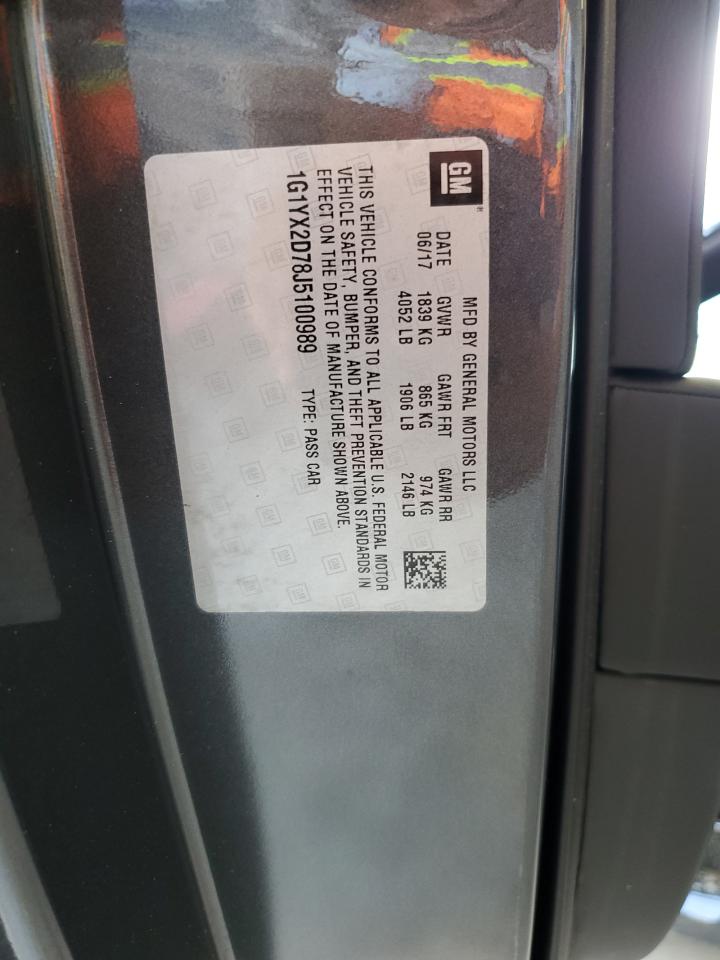 GM®
MFD BY GENERAL MOTORS LLC
DATE GVWR GAWR FRT GAWR RR
06/17 1839 KG 865 KG 974 KG
4052 LB 1906 LB 2146 LB
THIS VEHICLE CONFORMS TO ALL APPLICABLE U.S. FEDERAL MOTOR
VEHICLE SAFETY, BUMPER, AND THEFT PREVENTION STANDARDS IN
EFFECT ON THE DATE OF MANUFACTURE SHOWN ABOVE.
1G1YX2D78J5100989 TYPE: PASS CAR